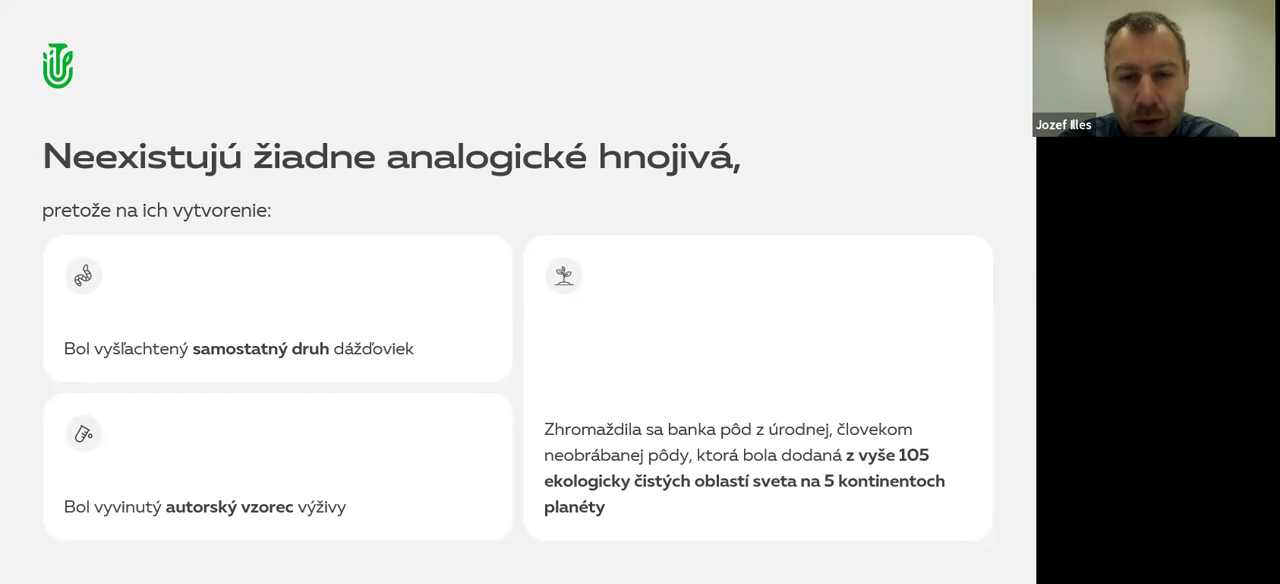 Neexistujú žiadne analogické hnojivá,
pretože na ich vytvorenie:
Bol vyšľachtený samostatný druh dážďoviek
Bol vyvinutý autorský vzorec výživy
Zhromaždila sa banka pôd z úrodnej, človekom
neobrábanej pôdy, ktorá bola dodaná z vyše 105
ekologicky čistých oblastí sveta na 5 kontinentoch
planéty
Jozef Illes